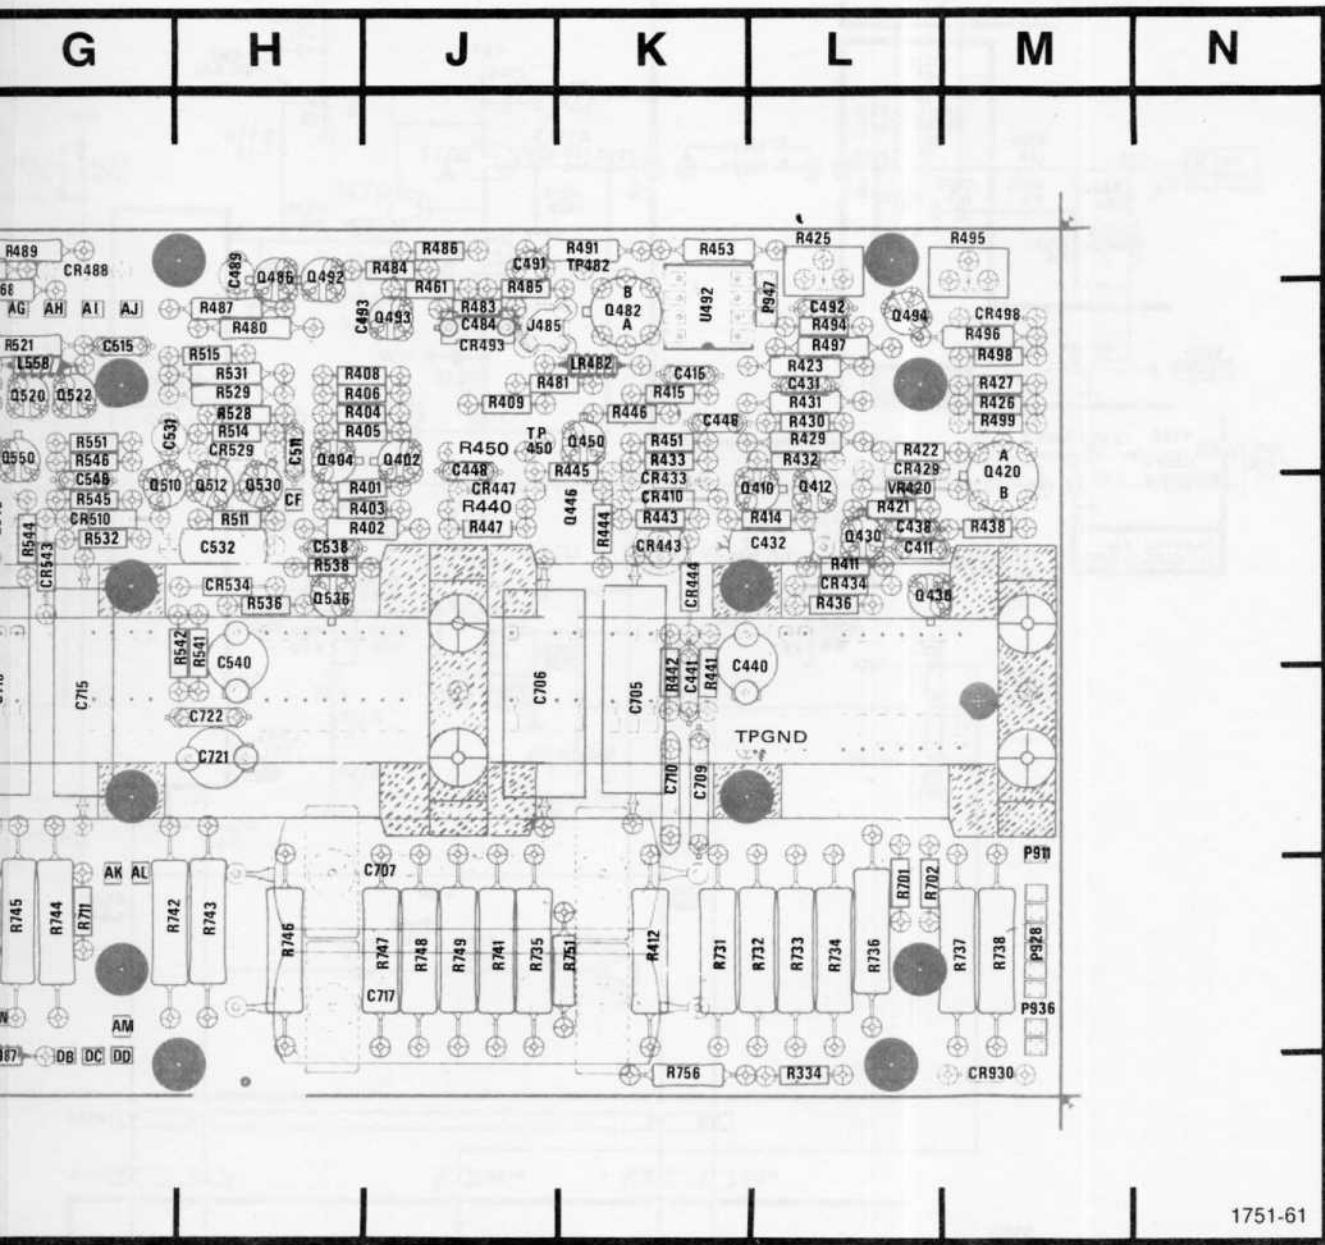 G H J K L M N
R489 R486 R491 R453 R425 R495
CR488 C489 Q486 Q492 R484 C491 TP482
R461 R485 B P947
AG AH AI AJ R487 C493 Q493 R483 J485 Q482 U492 C492 Q494 CR498
R480 C484 A R494 R496
R521 C515 R515 CR493 R497 R498
L558 R531 R408 LR482 C415 R423
Q520 Q522 R529 R406 R481 R415 C431 R427
R528 R404 R409 R446 R431 R426
C531 R514 R405 C446 R430 R499
R551 CR529 C511 R450 TP 450 Q450 R451 R429 R422 A
Q550 R546 Q404 Q402 C448 R445 R433 R432 CR429 Q420
C546 Q510 Q512 Q530 R401 CR447 CR433 Q410 Q412 VR420 B
R545 CF R403 R440 Q446 CR410 R421
CR510 R511 R402 R447 R444 R443 R414 C438 R438
R544 R532 C532 C538 CR443 C432 Q430 C411
CR543 R538 R411
CR534 Q536 CR444 CR434 Q436
R536 R436
R542 R541 C540 R442 C441 R441 C440
C715 C706 C705
C722 TPGND
C721 C710 C709
P911
AK AL C707 R701 R702
R745 R744 R711 R742 R743 R746 R747 R748 R749 R741 R735 R751 R412 R731 R732 R733 R734 R736 R737 R738 P928
C717 P936
AM
DB DC DD R756 R334 CR930
1751-61